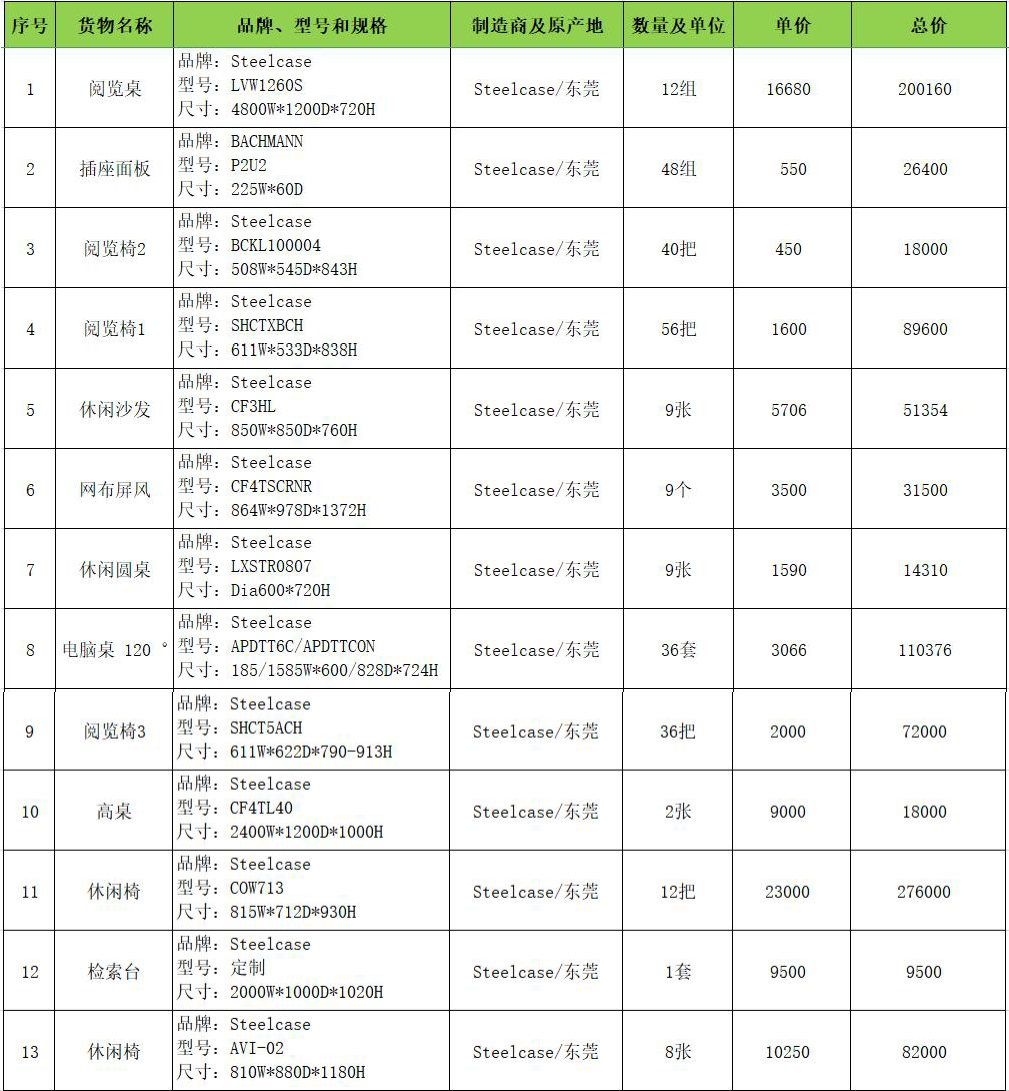 序号 货物名称 品牌、型号和规格 制造商及原产地 数量及单位 单价 总价
1 阅览桌 品牌：Steelcase
型号：LVW1260S
尺寸：4800W*1200D*720H Steelcase/东莞 12组 16680 200160
2 插座面板 品牌：BACHMANN
型号：P2U2
尺寸：225W*60D Steelcase/东莞 48组 550 26400
3 阅览椅2 品牌：Steelcase
型号：BCKL100004
尺寸：508W*545D*843H Steelcase/东莞 40把 450 18000
4 阅览椅1 品牌：Steelcase
型号：SHCTXBCH
尺寸：611W*533D*838H Steelcase/东莞 56把 1600 89600
5 休闲沙发 品牌：Steelcase
型号：CF3HL
尺寸：850W*850D*760H Steelcase/东莞 9张 5706 51354
6 网布屏风 品牌：Steelcase
型号：CF4TSCRNR
尺寸：864W*978D*1372H Steelcase/东莞 9个 3500 31500
7 休闲圆桌 品牌：Steelcase
型号：LXSTR0807
尺寸：Dia600*720H Steelcase/东莞 9张 1590 14310
8 电脑桌 120 ° 品牌：Steelcase
型号：APDTT6C/APDTTCON
尺寸：185/1585W*600/828D*724H Steelcase/东莞 36套 3066 110376
9 阅览椅3 品牌：Steelcase
型号：SHCT5ACH
尺寸：611W*622D*790-913H Steelcase/东莞 36把 2000 72000
10 高桌 品牌：Steelcase
型号：CF4TL40
尺寸：2400W*1200D*1000H Steelcase/东莞 2张 9000 18000
11 休闲椅 品牌：Steelcase
型号：COW713
尺寸：815W*712D*930H Steelcase/东莞 12把 23000 276000
12 检索台 品牌：Steelcase
型号：定制
尺寸：2000W*1000D*1020H Steelcase/东莞 1套 9500 9500
13 休闲椅 品牌：Steelcase
型号：AVI-02
尺寸：810W*880D*1180H Steelcase/东莞 8张 10250 82000